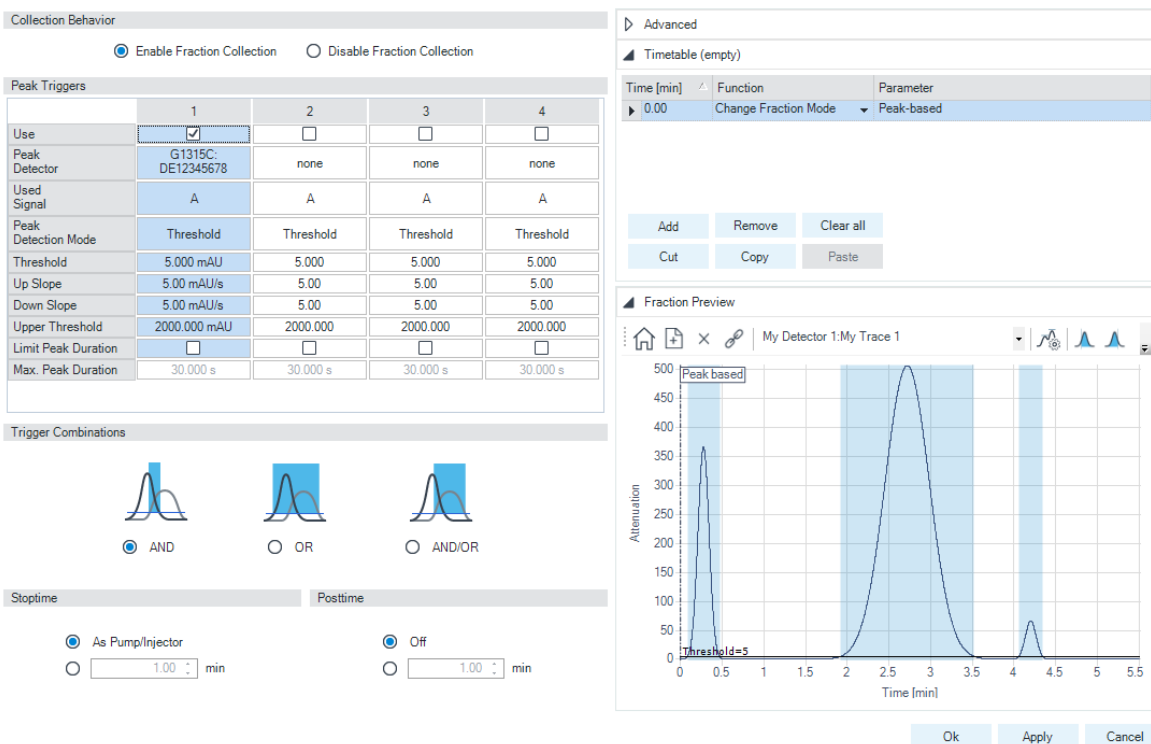 Collection Behavior
Enable Fraction Collection Disable Fraction Collection
Peak Triggers
1 2 3 4
Use
Peak Detector G1315C: DE12345678 none none none
Used Signal A A A A
Peak Detection Mode Threshold Threshold Threshold Threshold
Threshold 5.000 mAU 5.000 5.000 5.000
Up Slope 5.00 mAU/s 5.00 5.00 5.00
Down Slope 5.00 mAU/s 5.00 5.00 5.00
Upper Threshold 2000.000 mAU 2000.000 2000.000 2000.000
Limit Peak Duration
Max. Peak Duration 30.000 s 30.000 s 30.000 s 30.000 s
Trigger Combinations
AND OR AND/OR
Stoptime Posttime
As Pump/Injector Off
1.00 min 1.00 min
Advanced
Timetable (empty)
Time [min] Function Parameter
0.00 Change Fraction Mode Peak-based
Add Remove Clear all
Cut Copy Paste
Fraction Preview
My Detector 1:My Trace 1
Peak based
500
450
400
350
300
250
200
150
100
50
0
Attenuation
Threshold=5
0 0.5 1 1.5 2 2.5 3 3.5 4 4.5 5 5.5
Time [min]
Ok Apply Cancel